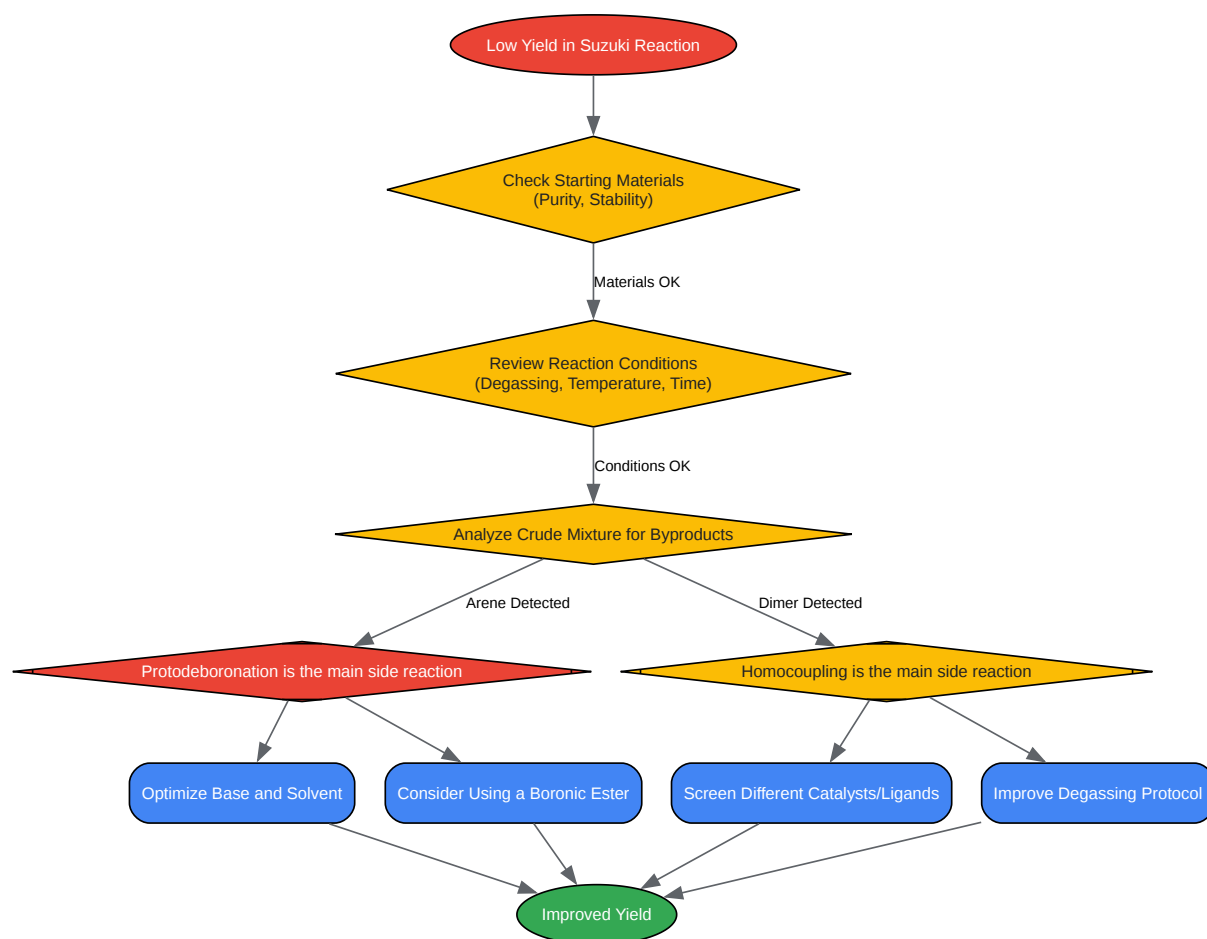 Low Yield in Suzuki Reaction
Check Starting Materials
(Purity, Stability)
Materials OK
Review Reaction Conditions
(Degassing, Temperature, Time)
Conditions OK
Analyze Crude Mixture for Byproducts
Arene Detected
Dimer Detected
Protodeboronation is the main side reaction
Homocoupling is the main side reaction
Optimize Base and Solvent
Consider Using a Boronic Ester
Screen Different Catalysts/Ligands
Improve Degassing Protocol
Improved Yield